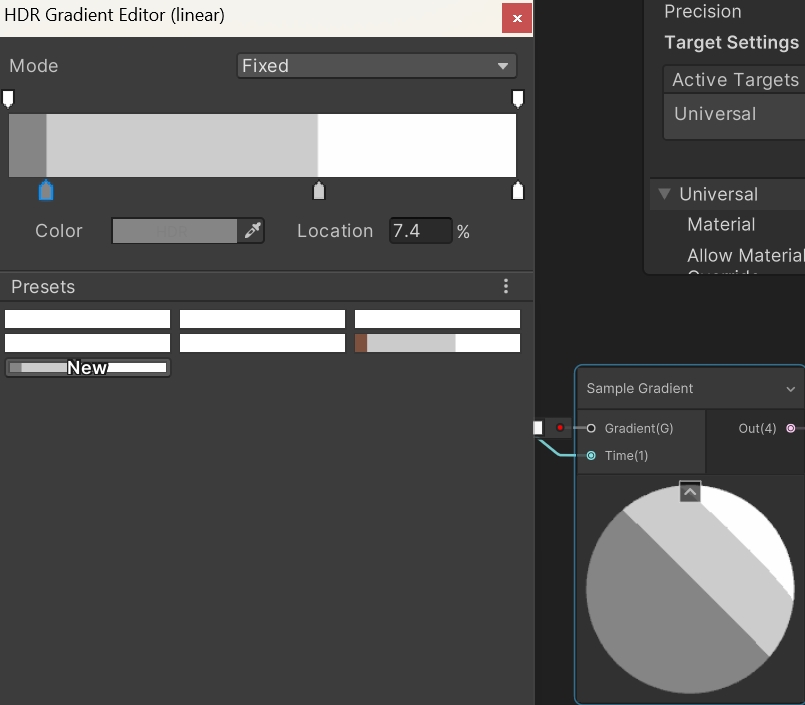 HDR Gradient Editor (linear)
Mode
Fixed
Color
HDR
Location
7.4
%
Presets
New
Precision
Target Settings
Active Targets
Universal
Universal
Material
Allow Material
Override
Sample Gradient
Gradient(G)
Out(4)
Time(1)